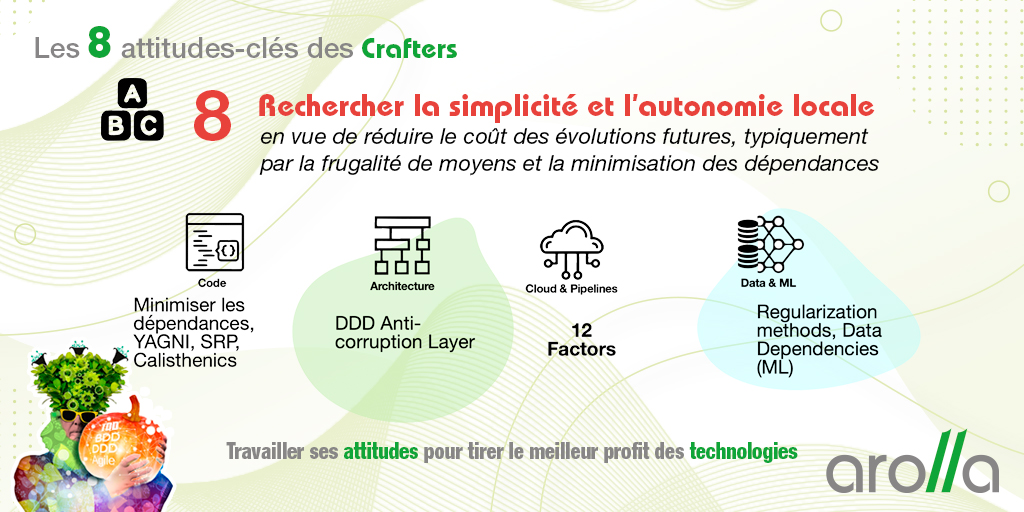 Les 8 attitudes-clés des Crafters
A
B C
8 Rechercher la simplicité et l'autonomie locale
en vue de réduire le coût des évolutions futures, typiquement
par la frugalité de moyens et la minimisation des dépendances
Code
Minimiser les
dépendances,
YAGNI, SRP,
Calisthenics
Architecture
DDD Anti-
corruption Layer
Cloud & Pipelines
12
Factors
Data & ML
Regularization
methods, Data
Dependencies
(ML)
BDD
DDD
Agile
Travailler ses attitudes pour tirer le meilleur profit des technologies
arolla